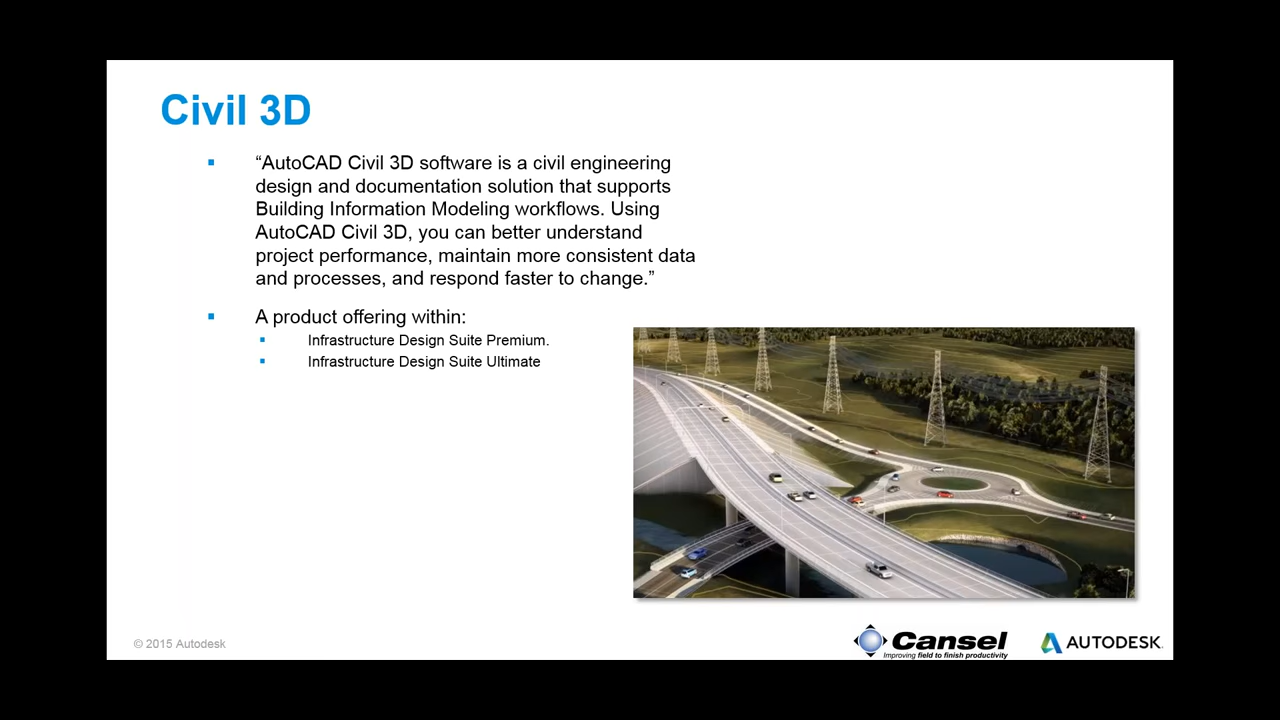 Civil 3D
“AutoCAD Civil 3D software is a civil engineering
design and documentation solution that supports
Building Information Modeling workflows. Using
AutoCAD Civil 3D, you can better understand
project performance, maintain more consistent data
and processes, and respond faster to change.”
A product offering within:
Infrastructure Design Suite Premium.
Infrastructure Design Suite Ultimate
© 2015 Autodesk
Cansel
Improving field to finish productivity
AUTODESK.